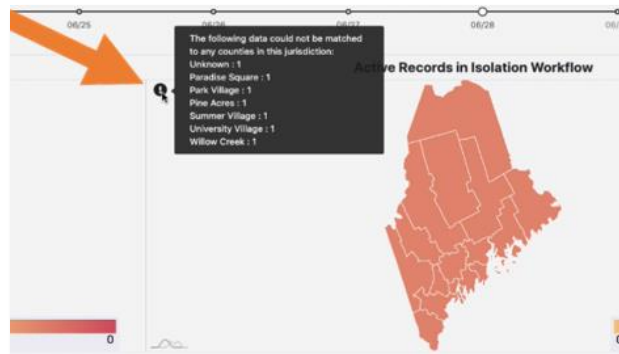 06/25
06/26
06/27
06/28
The following data could not be matched
to any counties in this jurisdiction:
Unknown : 1
Paradise Square : 1
Park Village : 1
Pine Acres : 1
Summer Village : 1
University Village : 1
Willow Creek : 1
Active Records in Isolation Workflow
0